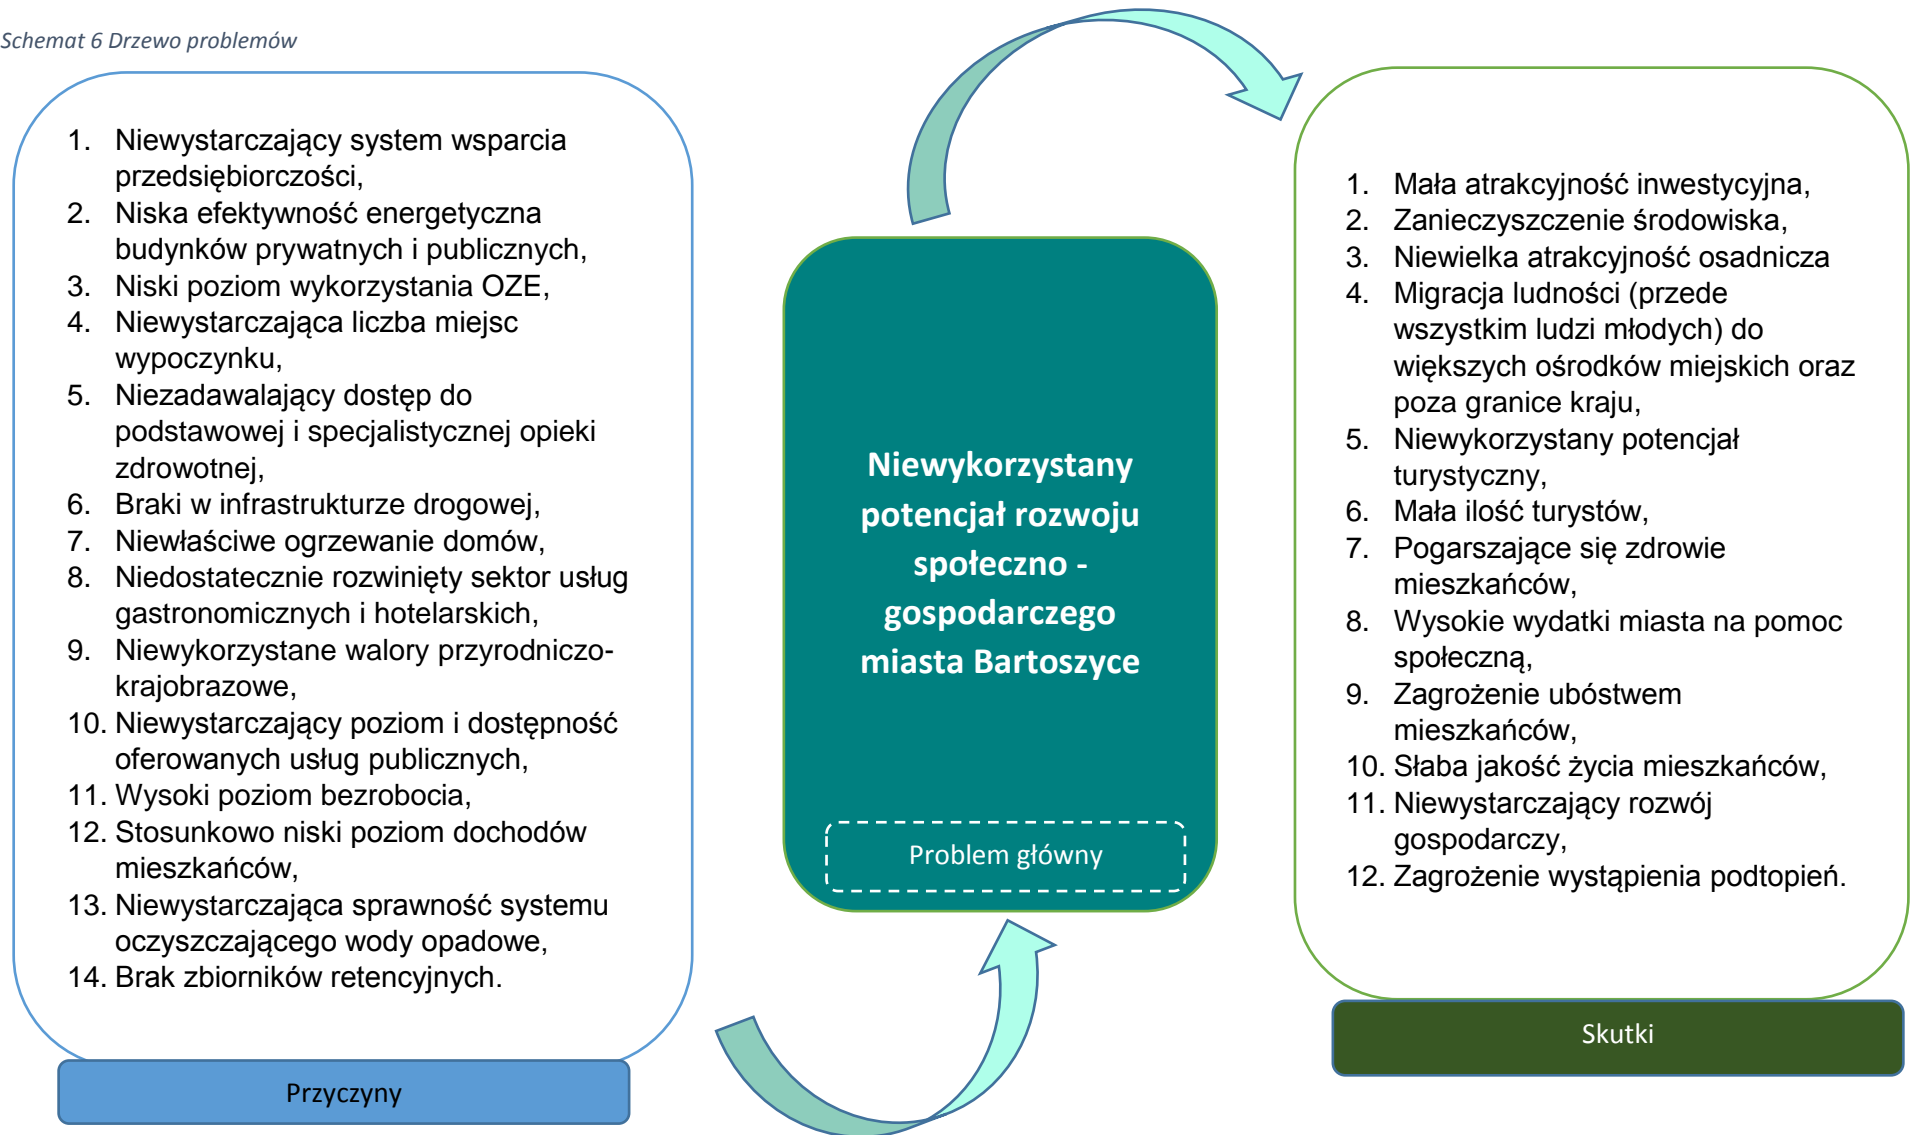 Schemat 6 Drzewo problemów
1. Niewystarczający system wsparcia
przedsiębiorczości,
2. Niska efektywność energetyczna
budynków prywatnych i publicznych,
3. Niski poziom wykorzystania OZE,
4. Niewystarczająca liczba miejsc
wypoczynku,
5. Niezadawalający dostęp do
podstawowej i specjalistycznej opieki
zdrowotnej,
6. Braki w infrastrukturze drogowej,
7. Niewłaściwe ogrzewanie domów,
8. Niedostatecznie rozwinięty sektor usług
gastronomicznych i hotelarskich,
9. Niewykorzystane walory przyrodniczo-
krajobrazowe,
10. Niewystarczający poziom i dostępność
oferowanych usług publicznych,
11. Wysoki poziom bezrobocia,
12. Stosunkowo niski poziom dochodów
mieszkańców,
13. Niewystarczająca sprawność systemu
oczyszczającego wody opadowe,
14. Brak zbiorników retencyjnych.
Przyczyny
Niewykorzystany
potencjał rozwoju
społeczno -
gospodarczego
miasta Bartoszyce
Problem główny
1. Mała atrakcyjność inwestycyjna,
2. Zanieczyszczenie środowiska,
3. Niewielka atrakcyjność osadnicza
4. Migracja ludności (przede
wszystkim ludzi młodych) do
większych ośrodków miejskich oraz
poza granice kraju,
5. Niewykorzystany potencjał
turystyczny,
6. Mała ilość turystów,
7. Pogarszające się zdrowie
mieszkańców,
8. Wysokie wydatki miasta na pomoc
społeczną,
9. Zagrożenie ubóstwem
mieszkańców,
10. Słaba jakość życia mieszkańców,
11. Niewystarczający rozwój
gospodarczy,
12. Zagrożenie wystąpienia podtopień.
Skutki